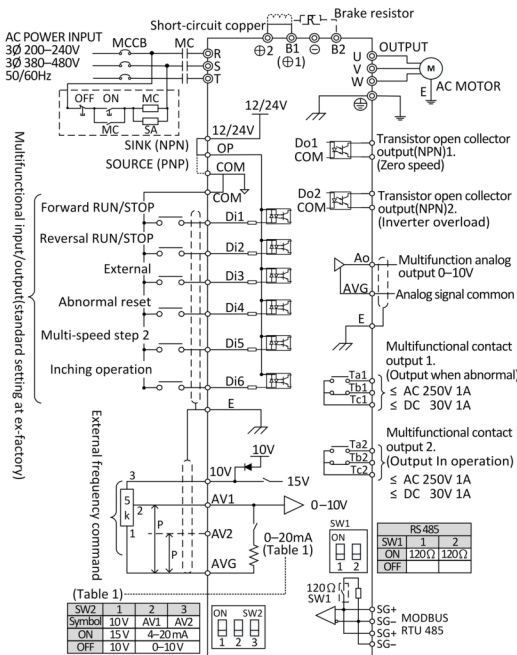 Short-circuit copper
Brake resistor
AC POWER INPUT
3Ø 200–240V
3Ø 380–480V
50/60Hz
MCCB
MC
R
S
T
⊕2
B1
(⊕1)
⊖
B2
OUTPUT
U
V
W
M
AC MOTOR
E
OFF
ON
MC
MC
SA
12/24V
12/24V
SINK (NPN)
OP
SOURCE (PNP)
COM
COM
Multifunctional input/output(standard setting at ex-factory)
Forward RUN/STOP
Di1
Reversal RUN/STOP
Di2
External
Di3
Abnormal reset
Di4
Multi-speed step 2
Di5
Inching operation
Di6
E
Do1
COM
Transistor open collector
output(NPN)1.
(Zero speed)
Do2
COM
Transistor open collector
output(NPN)2.
(Inverter overload)
Ao
Multifunction analog
output 0–10V
AVG
Analog signal common
E
Multifunctional contact
output 1.
(Output when abnormal)
Ta1
Tb1
Tc1
≤ AC 250V 1A
≤ DC 30V 1A
Multifunctional contact
output 2.
(Output In operation)
Ta2
Tb2
Tc2
≤ AC 250V 1A
≤ DC 30V 1A
External frequency command
10V
10V
15V
3
5
k
2
1
P
P
AV1
0–10V
AV2
0–20mA
(Table 1)
AVG
(Table 1)
SW2 1 2 3
Symbol 10V AV1 AV2
ON 15V 4–20mA
OFF 10V 0–10V
ON SW2
1 2 3
SW1
ON
1 2
RS485
SW1 1 2
ON 120Ω 120Ω
OFF
120Ω
SW1
SG+
SG–
SG+
SG–
MODBUS
RTU 485